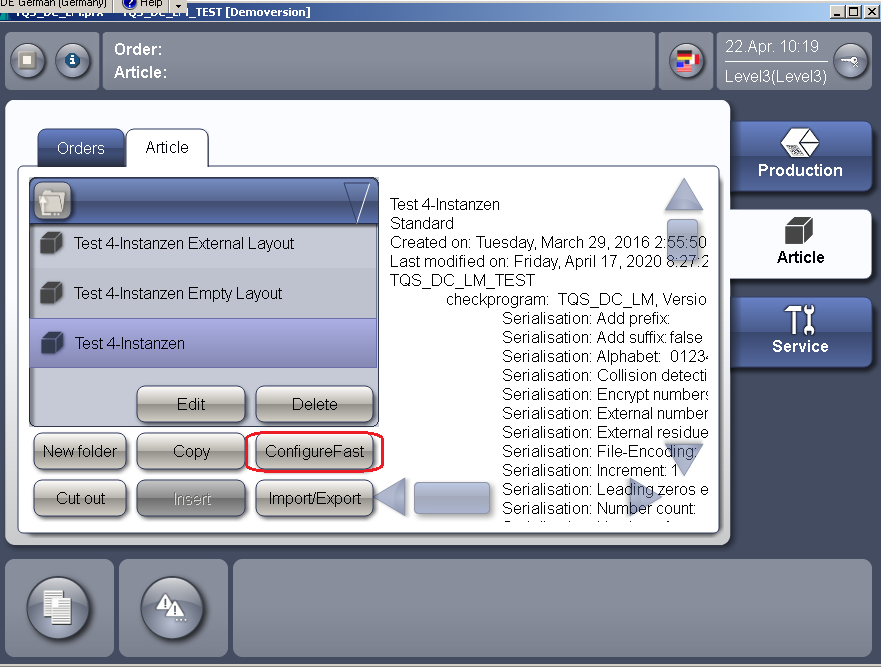 DE German (Germany) Help
TQS_DC_LM.prx TQS_DC_LM_TEST [Demoversion]
Order:
Article:
22.Apr. 10:19
Level3(Level3)
Orders
Article
Test 4-Instanzen External Layout
Test 4-Instanzen Empty Layout
Test 4-Instanzen
Edit
Delete
New folder
Copy
ConfigureFast
Cut out
Insert
Import/Export
Test 4-Instanzen
Standard
Created on: Tuesday, March 29, 2016 2:55:50
Last modified on: Friday, April 17, 2020 8:27:2
TQS_DC_LM_TEST
checkprogram: TQS_DC_LM, Versio
Serialisation: Add prefix:
Serialisation: Add suffix: false
Serialisation: Alphabet: 01234
Serialisation: Collision detecti
Serialisation: Encrypt numbers
Serialisation: External number
Serialisation: External residue
Serialisation: File-Encoding:
Serialisation: Increment: 1
Serialisation: Leading zeros e
Serialisation: Number count:
Production
Article
Service